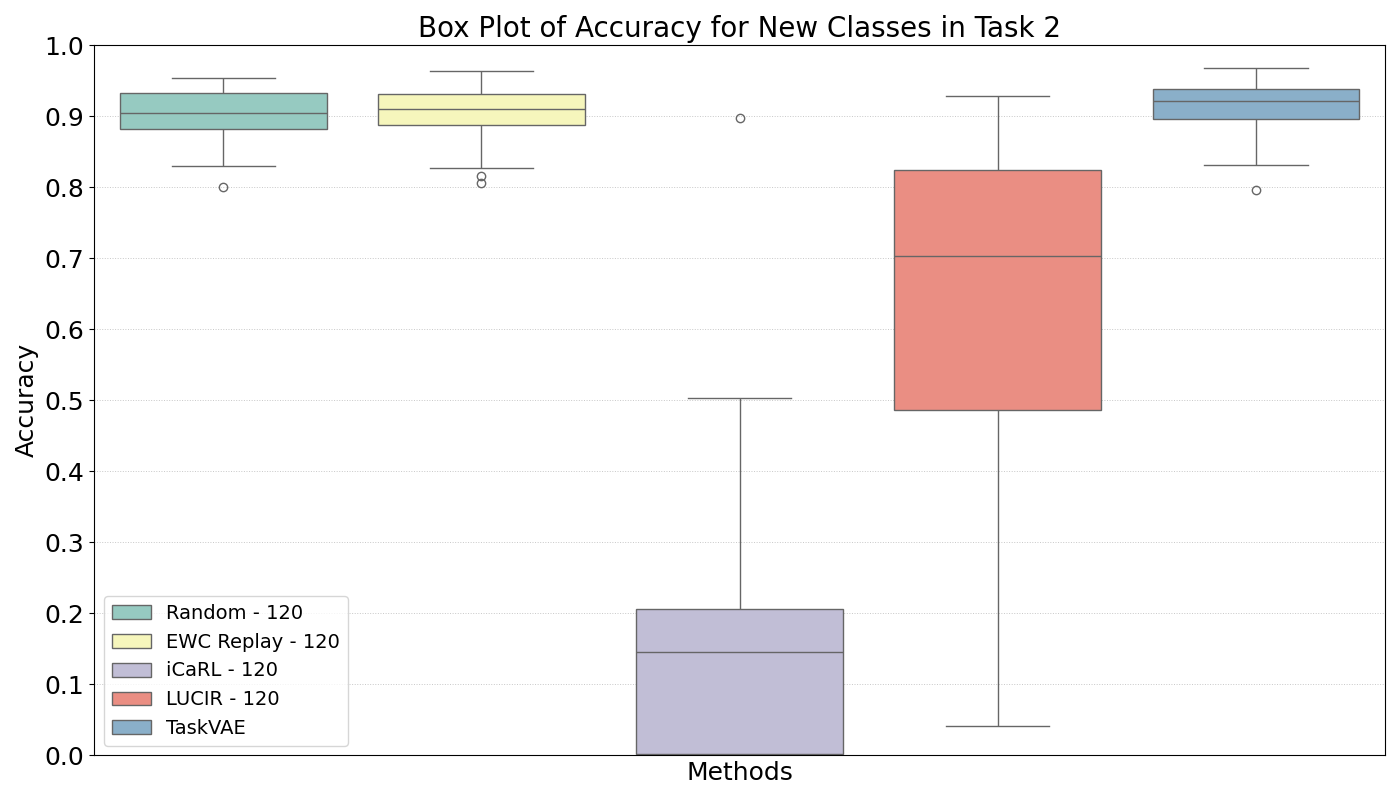 Box Plot of Accuracy for New Classes in Task 2
1.0
0.9
0.8
0.7
0.6
0.5
0.4
0.3
0.2
0.1
0.0
Accuracy
Random - 120
EWC Replay - 120
iCaRL - 120
LUCIR - 120
TaskVAE
Methods